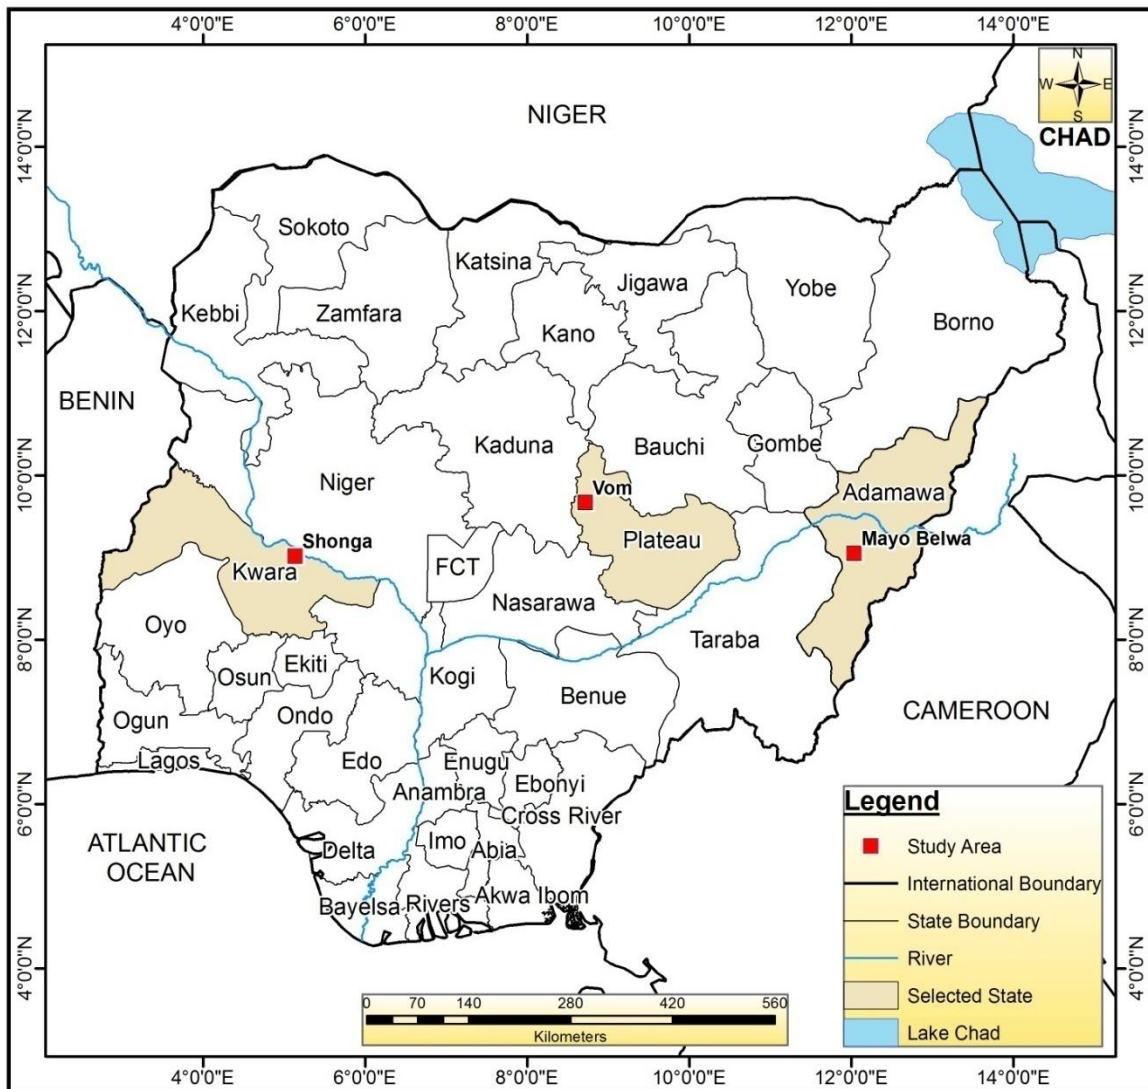 4°0'0"E 6°0'0"E 8°0'0"E 10°0'0"E 12°0'0"E 14°0'0"E
N
W E
S
CHAD
NIGER
14°0'0"N 14°0'0"N
Sokoto
Katsina
Jigawa
Yobe
Kebbi
Zamfara
Kano
Borno
12°0'0"N 12°0'0"N
BENIN
Kaduna
Bauchi
Gombe
Niger
Adamawa
10°0'0"N 10°0'0"N
Vom
Shonga
Plateau
Mayo Belwa
Kwara
FCT
Nasarawa
Oyo
Taraba
8°0'0"N 8°0'0"N
Ekiti
Osun
Kogi
Benue
Ogun
Ondo
CAMEROON
Lagos
Edo
Enugu
Ebonyi
Anambra
Cross River
6°0'0"N 6°0'0"N
ATLANTIC
OCEAN
Delta
Imo
Abia
Bayelsa
Rivers
Akwa Ibom
4°0'0"N 4°0'0"N
Legend
Study Area
International Boundary
State Boundary
River
Selected State
Lake Chad
0 70 140 280 420 560
Kilometers
4°0'0"E 6°0'0"E 8°0'0"E 10°0'0"E 12°0'0"E 14°0'0"E